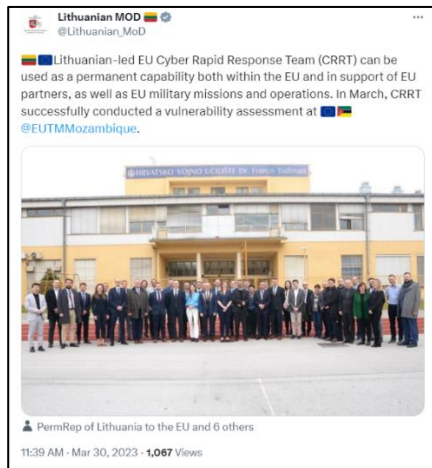 Lithuanian MOD
@Lithuanian_MoD
Lithuanian-led EU Cyber Rapid Response Team (CRRT) can be
used as a permanent capability both within the EU and in support of EU
partners, as well as EU military missions and operations. In March, CRRT
successfully conducted a vulnerability assessment at
@EUTMMozambique.
HRVATSKO VOJNO UČILIŠTE Dr. Franjo Tuđman
PermRep of Lithuania to the EU and 6 others
11:39 AM · Mar 30, 2023 · 1,067 Views